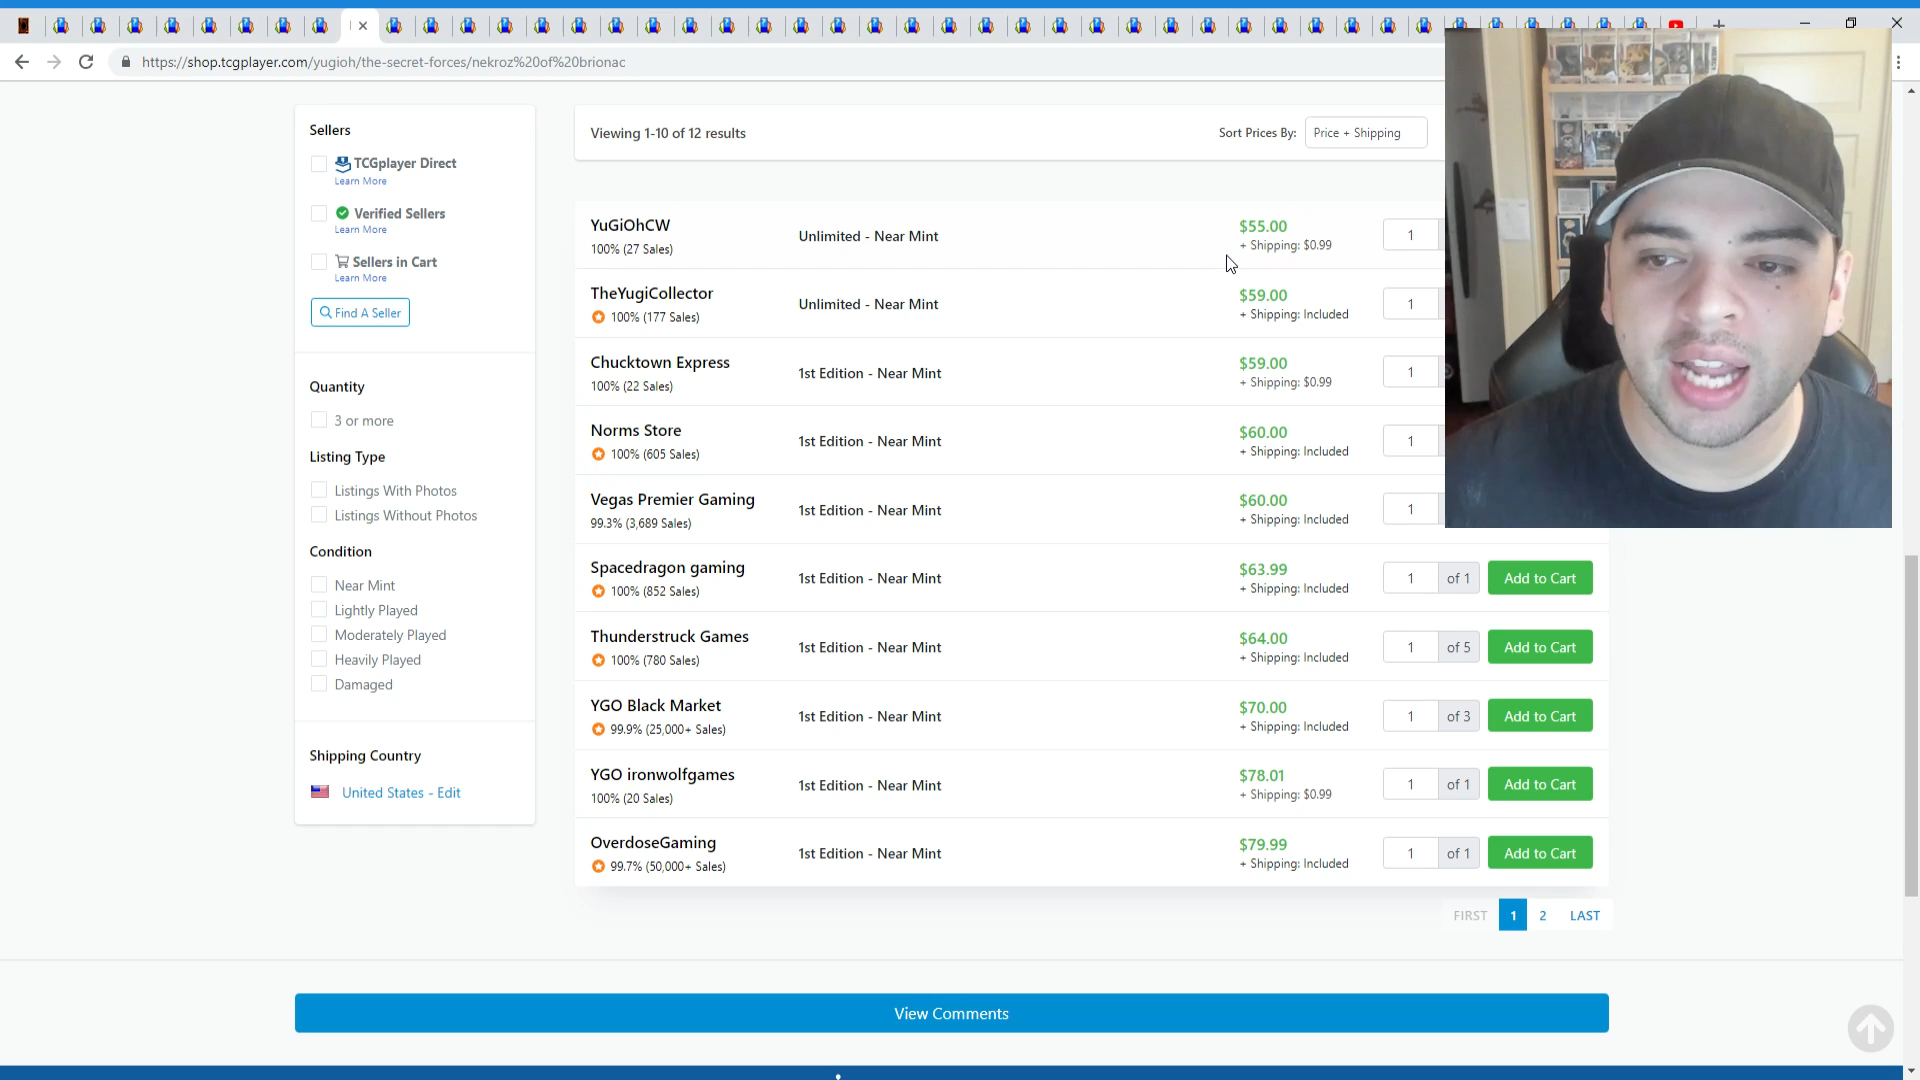 https://shop.tcgplayer.com/yugioh/the-secret-forces/nekroz%20of%20brionac
Sellers
TCGplayer Direct
Learn More
Verified Sellers
Learn More
Sellers in Cart
Learn More
Find A Seller
Quantity
3 or more
Listing Type
Listings With Photos
Listings Without Photos
Condition
Near Mint
Lightly Played
Moderately Played
Heavily Played
Damaged
Shipping Country
United States - Edit
Viewing 1-10 of 12 results
Sort Prices By: Price + Shipping
YuGiOhCW
100% (27 Sales)
Unlimited - Near Mint
$55.00
+ Shipping: $0.99
1
TheYugiCollector
100% (177 Sales)
Unlimited - Near Mint
$59.00
+ Shipping: Included
1
Chucktown Express
100% (22 Sales)
1st Edition - Near Mint
$59.00
+ Shipping: $0.99
1
Norms Store
100% (605 Sales)
1st Edition - Near Mint
$60.00
+ Shipping: Included
1
Vegas Premier Gaming
99.3% (3,689 Sales)
1st Edition - Near Mint
$60.00
+ Shipping: Included
1
Spacedragon gaming
100% (852 Sales)
1st Edition - Near Mint
$63.99
+ Shipping: Included
1 of 1 Add to Cart
Thunderstruck Games
100% (780 Sales)
1st Edition - Near Mint
$64.00
+ Shipping: Included
1 of 5 Add to Cart
YGO Black Market
99.9% (25,000+ Sales)
1st Edition - Near Mint
$70.00
+ Shipping: Included
1 of 3 Add to Cart
YGO ironwolfgames
100% (20 Sales)
1st Edition - Near Mint
$78.01
+ Shipping: $0.99
1 of 1 Add to Cart
OverdoseGaming
99.7% (50,000+ Sales)
1st Edition - Near Mint
$79.99
+ Shipping: Included
1 of 1 Add to Cart
FIRST 1 2 LAST
View Comments